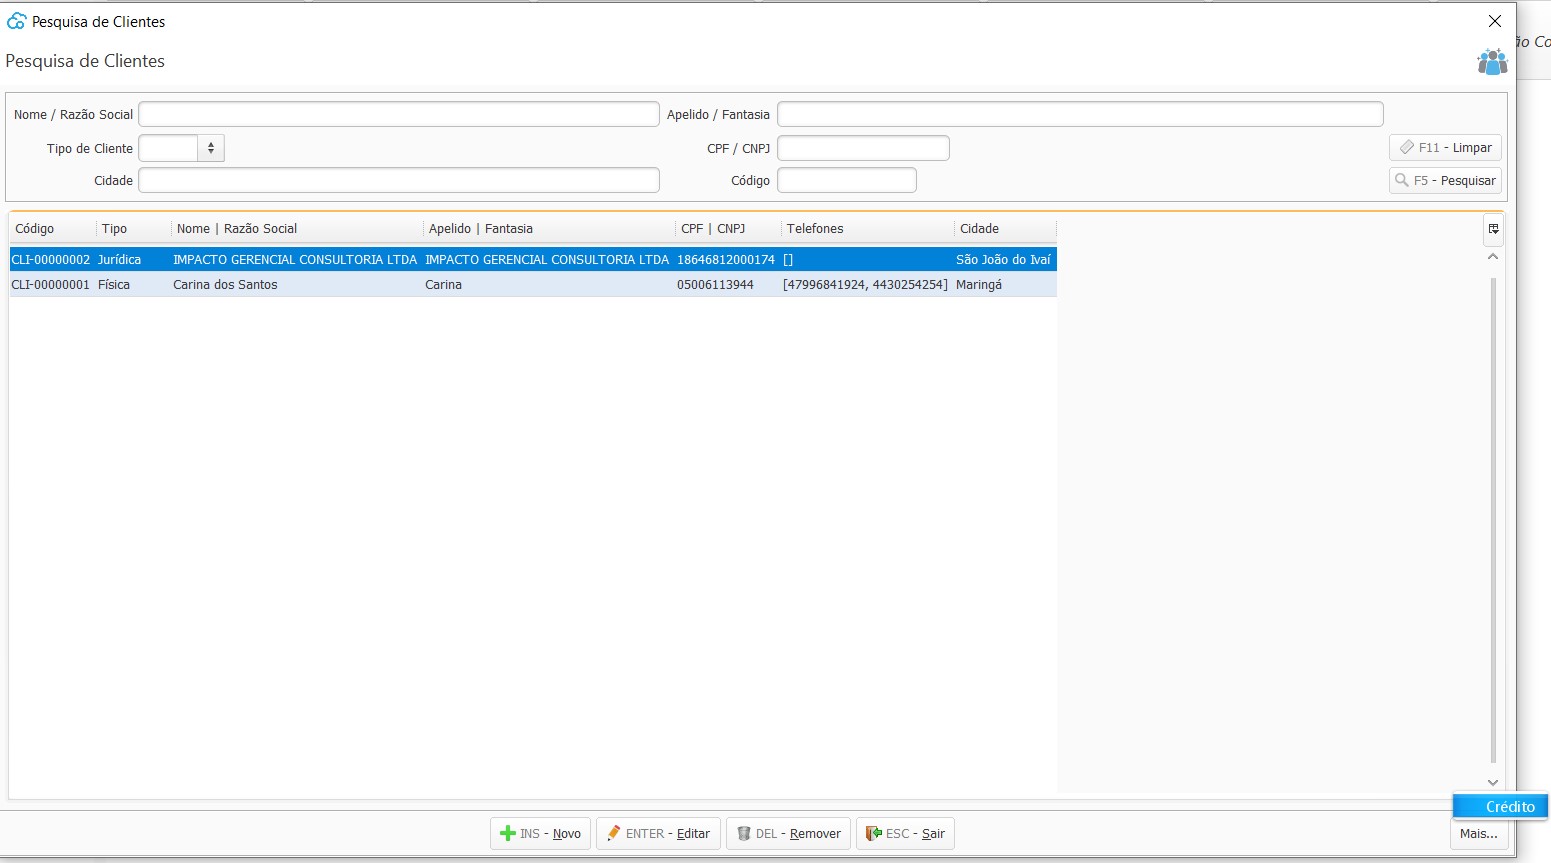 Pesquisa de Clientes
ão Co
Pesquisa de Clientes
Nome / Razão Social
Apelido / Fantasia
Tipo de Cliente
CPF / CNPJ
F11 - Limpar
Cidade
Código
F5 - Pesquisar
Código Tipo Nome | Razão Social Apelido | Fantasia CPF | CNPJ Telefones Cidade
CLI-00000002 Jurídica IMPACTO GERENCIAL CONSULTORIA LTDA IMPACTO GERENCIAL CONSULTORIA LTDA 18646812000174 [] São João do Ivaí
CLI-00000001 Física Carina dos Santos Carina 05006113944 [47996841924, 4430254254] Maringá
Crédito
INS - Novo ENTER - Editar DEL - Remover ESC - Sair Mais...